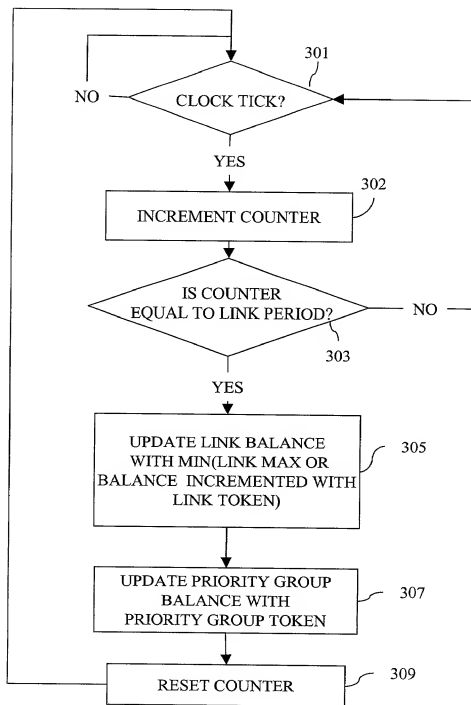 301
CLOCK TICK?
NO
YES
302
INCREMENT COUNTER
IS COUNTER
EQUAL TO LINK PERIOD?
NO
303
YES
UPDATE LINK BALANCE
WITH MIN(LINK MAX OR
BALANCE INCREMENTED WITH
LINK TOKEN)
305
UPDATE PRIORITY GROUP
BALANCE WITH
PRIORITY GROUP TOKEN
307
RESET COUNTER
309